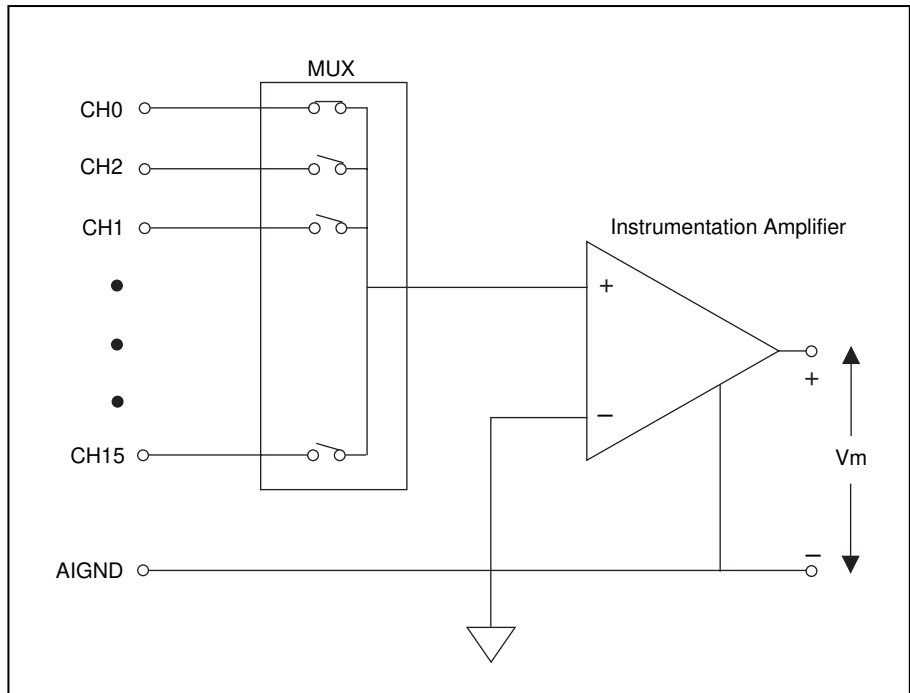 MUX
CH0
CH2
CH1
Instrumentation Amplifier
+
−
+
Vm
CH15
−
AIGND